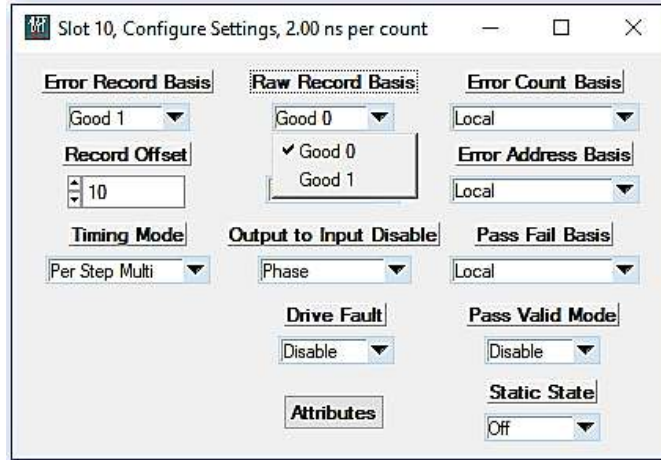 Slot 10, Configure Settings, 2.00 ns per count
Error Record Basis Raw Record Basis Error Count Basis
Good 1 Good 0 Local
Good 0
Good 1
Record Offset Error Address Basis
10 Local
Timing Mode Output to Input Disable Pass Fail Basis
Per Step Multi Phase Local
Drive Fault Pass Valid Mode
Disable Disable
Attributes Static State
Off